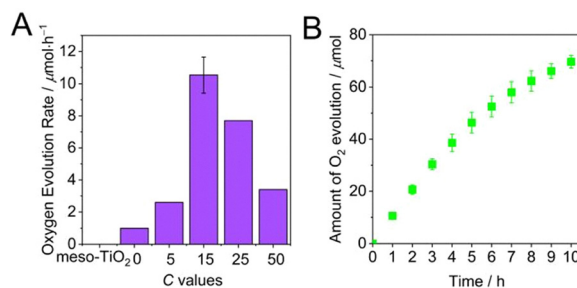 A
Oxygen Evolution Rate / μmol·h⁻¹
12
10
8
6
4
2
0
meso-TiO₂ 0 5 15 25 50
C values
B
Amount of O₂ evolution / μmol
80
60
40
20
0
0 1 2 3 4 5 6 7 8 9 10
Time / h